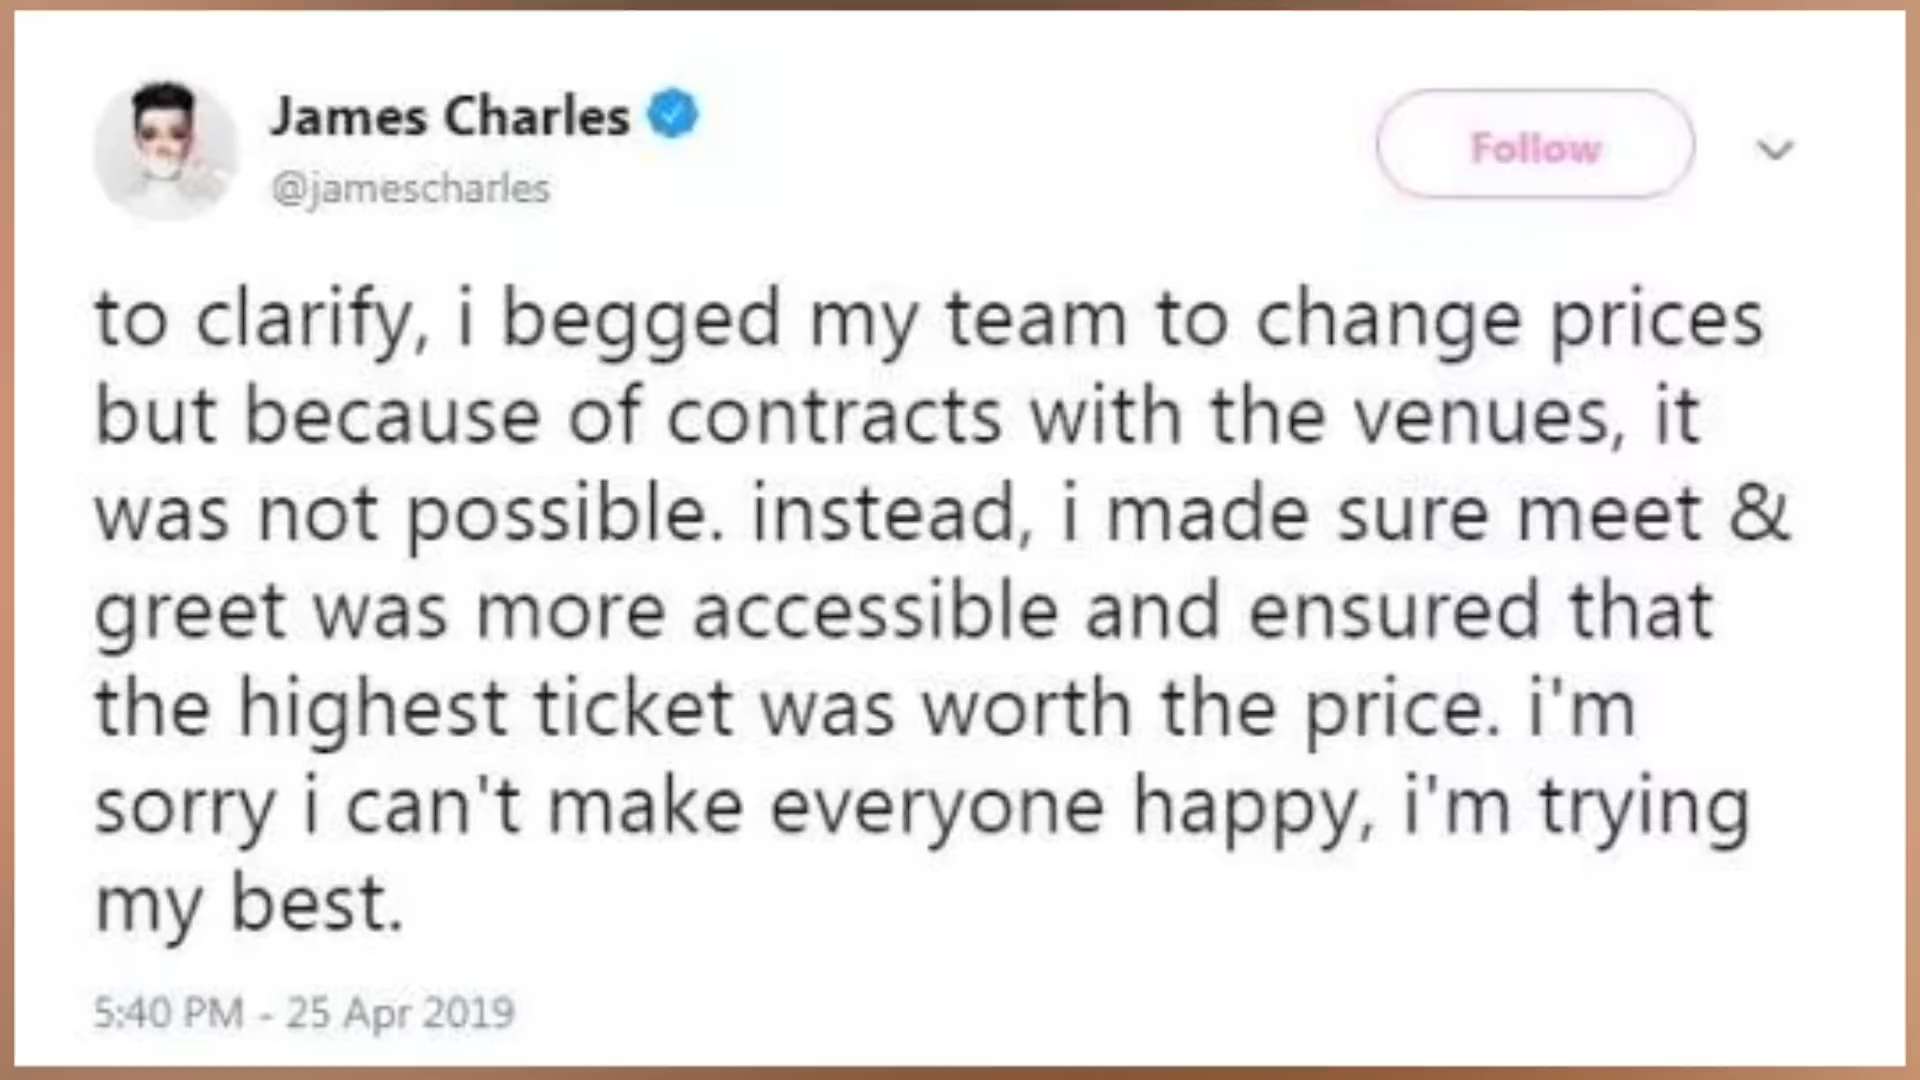 James Charles
@jamescharles
Follow
to clarify, i begged my team to change prices
but because of contracts with the venues, it
was not possible. instead, i made sure meet &
greet was more accessible and ensured that
the highest ticket was worth the price. i'm
sorry i can't make everyone happy, i'm trying
my best.
5:40 PM - 25 Apr 2019